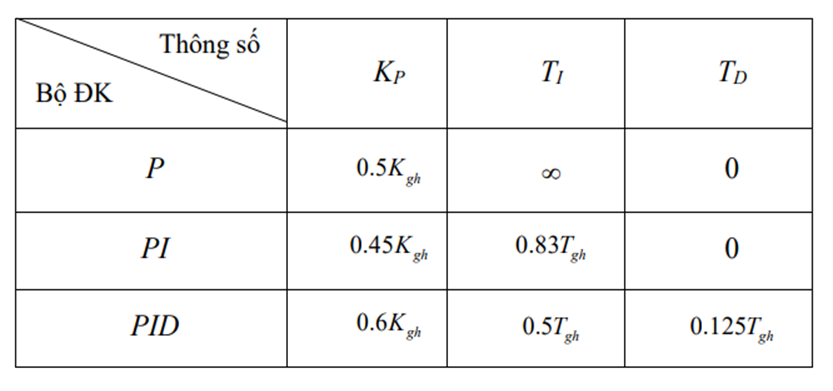 Thông số
Bộ ĐK
K_P T_I T_D
P 0.5K_gh ∞ 0
PI 0.45K_gh 0.83T_gh 0
PID 0.6K_gh 0.5T_gh 0.125T_gh